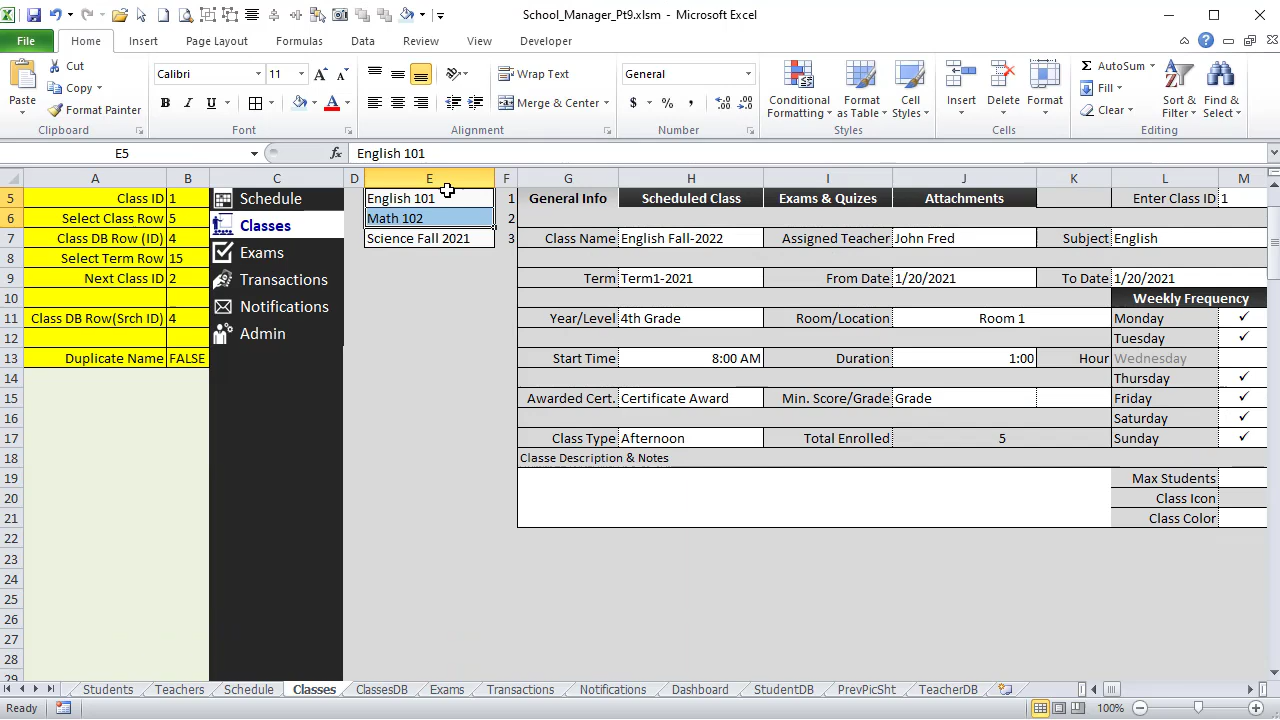 School_Manager_Pt9.xlsm - Microsoft Excel
File Home Insert Page Layout Formulas Data Review View Developer
Paste Cut Copy Format Painter Clipboard
Calibri 11 B I U A Font
Wrap Text Merge & Center Alignment
General $ % , Number
Conditional Formatting Format as Table Cell Styles Styles
Insert Delete Format Cells
AutoSum Fill Clear Sort & Filter Find & Select Editing
E5 fx English 101
A B C D E F G H I J K L M
5 Class ID 1 Schedule English 101 1 General Info Scheduled Class Exams & Quizes Attachments Enter Class ID 1
6 Select Class Row 5 Classes Math 102 2
7 Class DB Row (ID) 4 Exams Science Fall 2021 3 Class Name English Fall-2022 Assigned Teacher John Fred Subject English
8 Select Term Row 15 Transactions
9 Next Class ID 2 Term Term1-2021 From Date 1/20/2021 To Date 1/20/2021
10 Notifications Weekly Frequency
11 Class DB Row(Srch ID) 4 Admin Year/Level 4th Grade Room/Location Room 1 Monday ✓
12 Tuesday ✓
13 Duplicate Name FALSE Start Time 8:00 AM Duration 1:00 Hour Wednesday
14 Thursday ✓
15 Awarded Cert. Certificate Award Min. Score/Grade Grade Friday ✓
16 Saturday ✓
17 Class Type Afternoon Total Enrolled 5 Sunday ✓
18 Classe Description & Notes
19 Max Students
20 Class Icon
21 Class Color
22
23
24
25
26
27
28
29
Students Teachers Schedule Classes ClassesDB Exams Transactions Notifications Dashboard StudentDB PrevPicSht TeacherDB
Ready 100%